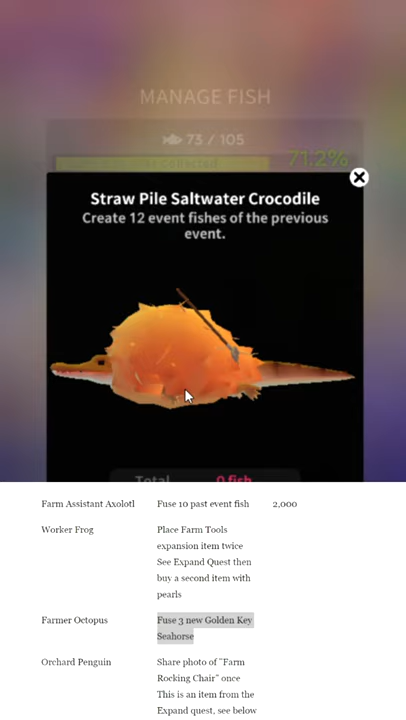 MANAGE FISH
73 / 105
71.2%
Straw Pile Saltwater Crocodile
Create 12 event fishes of the previous
event.
Total 0 fish
Farm Assistant Axolotl Fuse 10 past event fish 2,000
Worker Frog Place Farm Tools
expansion item twice
See Expand Quest then
buy a second item with
pearls
Farmer Octopus Fuse 3 new Golden Key
Seahorse
Orchard Penguin Share photo of "Farm
Rocking Chair" once
This is an item from the
Expand quest, see below